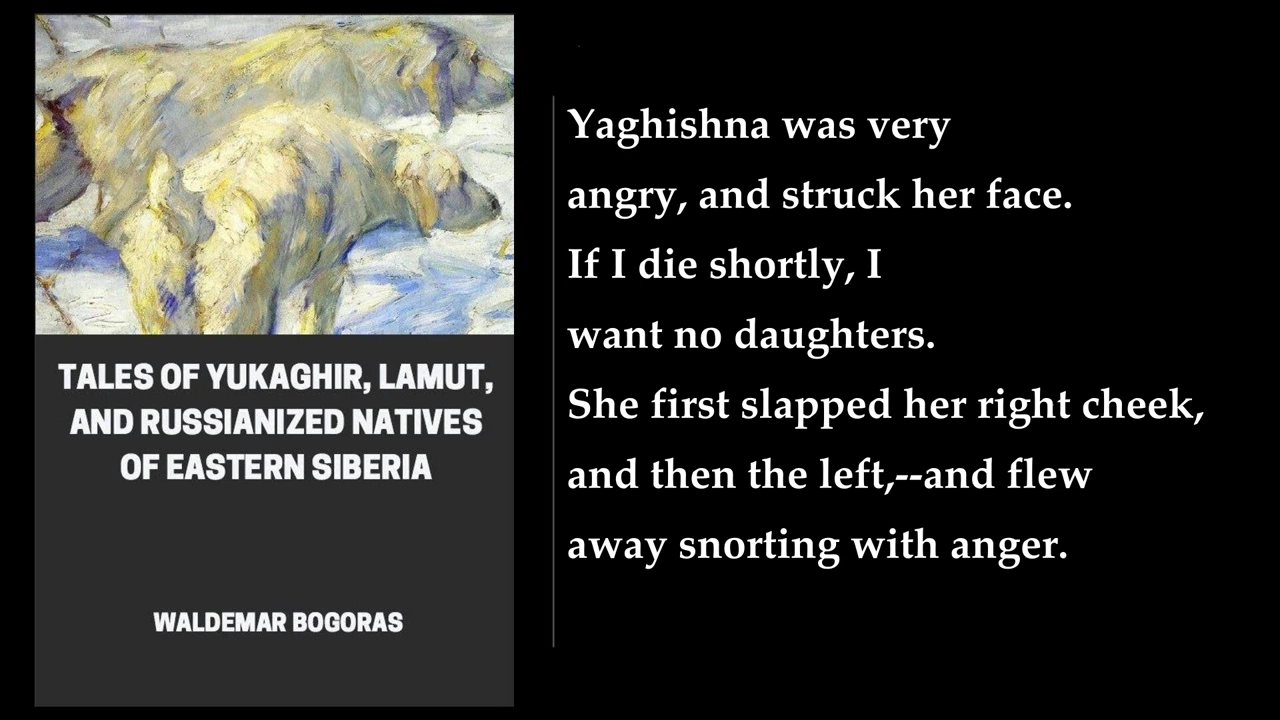 TALES OF YUKAGHIR, LAMUT,
AND RUSSIANIZED NATIVES
OF EASTERN SIBERIA
WALDEMAR BOGORAS
Yaghishna was very
angry, and struck her face.
If I die shortly, I
want no daughters.
She first slapped her right cheek,
and then the left,--and flew
away snorting with anger.